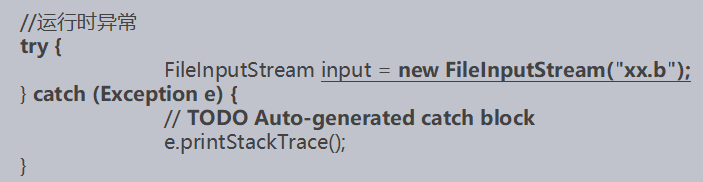 //运行时异常
try {
FileInputStream input = new FileInputStream("xx.b");
} catch (Exception e) {
// TODO Auto-generated catch block
e.printStackTrace();
}